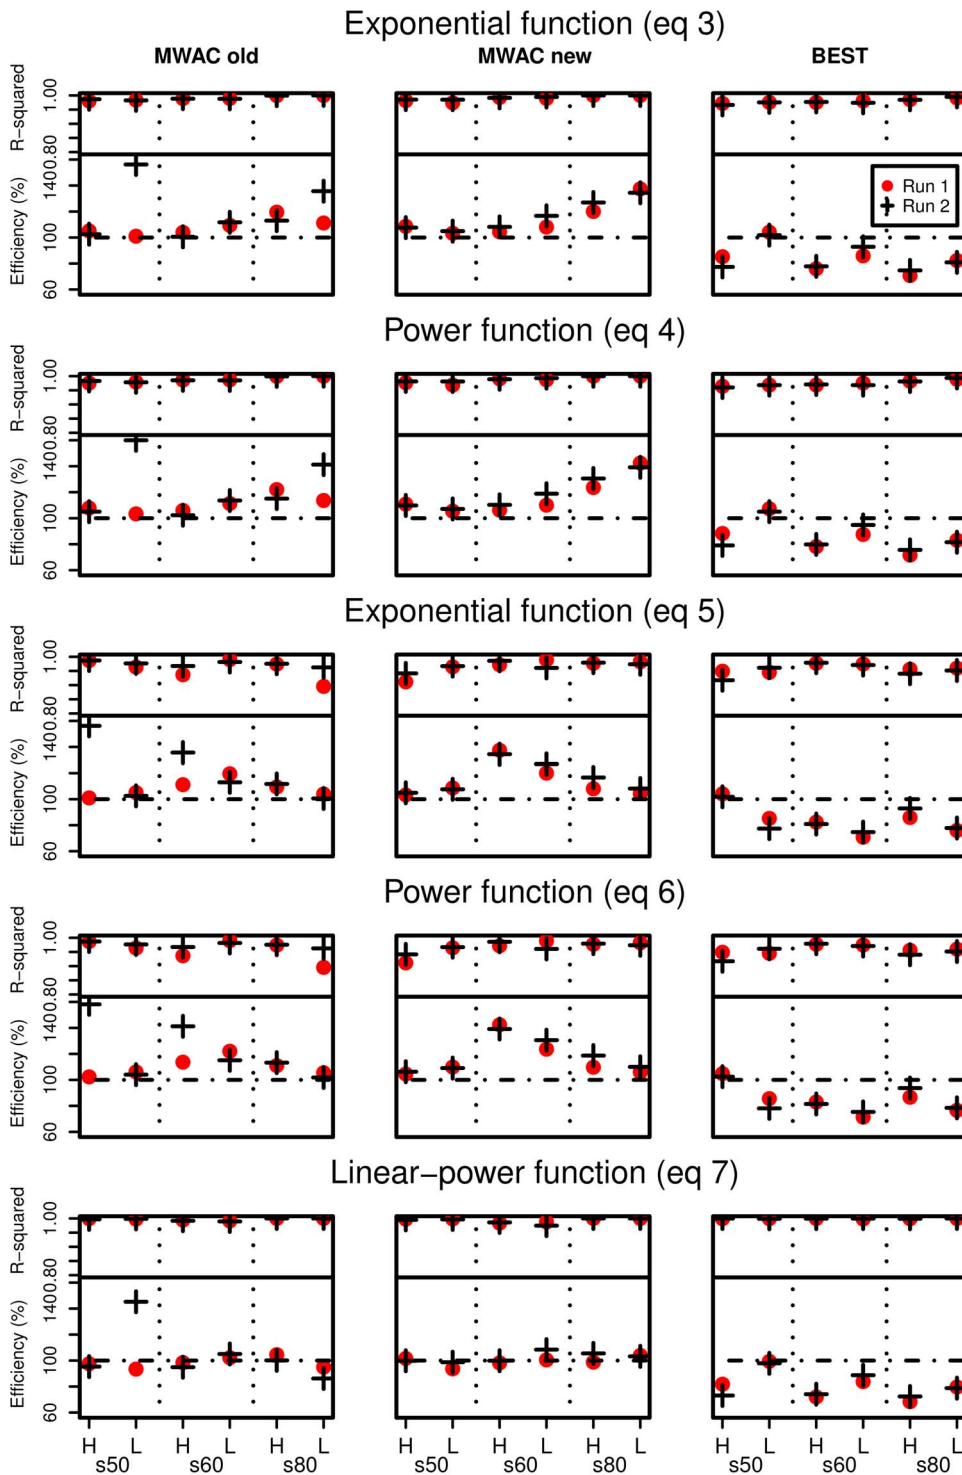 Exponential function (eq 3)
MWAC old MWAC new BEST
R−squared
0.80 1.00
Efficiency (%)
60 100 140
Run 1
Run 2
Power function (eq 4)
R−squared
0.80 1.00
Efficiency (%)
60 100 140
Exponential function (eq 5)
R−squared
0.80 1.00
Efficiency (%)
60 100 140
Power function (eq 6)
R−squared
0.80 1.00
Efficiency (%)
60 100 140
Linear−power function (eq 7)
R−squared
0.80 1.00
Efficiency (%)
60 100 140
H L H L H L H L H L H L H L H L H L
s50 s60 s80 s50 s60 s80 s50 s60 s80